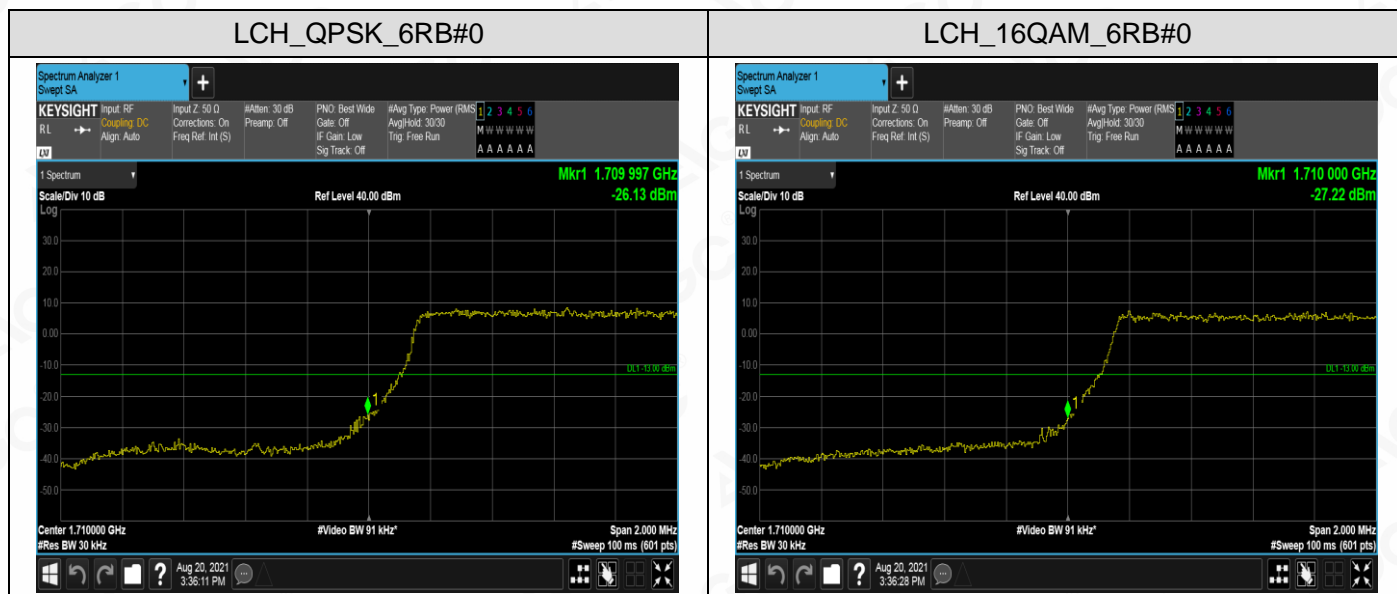 LCH_QPSK_6RB#0
LCH_16QAM_6RB#0
Spectrum Analyzer 1
Swept SA
+
KEYSIGHT
RL
LXI
Input: RF
Coupling: DC
Align: Auto
Input Z: 50 Ω
Corrections: On
Freq Ref: Int (S)
#Atten: 30 dB
Preamp: Off
PNO: Best Wide
Gate: Off
IF Gain: Low
Sig Track: Off
#Avg Type: Power (RMS
Avg|Hold: 30/30
Trig: Free Run
1 2 3 4 5 6
M W W W W W
A A A A A A
1 Spectrum
Mkr1 1.709 997 GHz
Scale/Div 10 dB
Ref Level 40.00 dBm
-26.13 dBm
Log
30.0
20.0
10.0
0.00
-10.0
DL1 -13.00 dBm
-20.0
1
-30.0
-40.0
-50.0
Center 1.710000 GHz
#Video BW 91 kHz*
Span 2.000 MHz
#Res BW 30 kHz
#Sweep 100 ms (601 pts)
?
Aug 20, 2021
3:36:11 PM
Spectrum Analyzer 1
Swept SA
+
KEYSIGHT
RL
LXI
Input: RF
Coupling: DC
Align: Auto
Input Z: 50 Ω
Corrections: On
Freq Ref: Int (S)
#Atten: 30 dB
Preamp: Off
PNO: Best Wide
Gate: Off
IF Gain: Low
Sig Track: Off
#Avg Type: Power (RMS
Avg|Hold: 30/30
Trig: Free Run
1 2 3 4 5 6
M W W W W W
A A A A A A
1 Spectrum
Mkr1 1.710 000 GHz
Scale/Div 10 dB
Ref Level 40.00 dBm
-27.22 dBm
Log
30.0
20.0
10.0
0.00
-10.0
DL1 -13.00 dBm
-20.0
1
-30.0
-40.0
-50.0
Center 1.710000 GHz
#Video BW 91 kHz*
Span 2.000 MHz
#Res BW 30 kHz
#Sweep 100 ms (601 pts)
?
Aug 20, 2021
3:36:28 PM